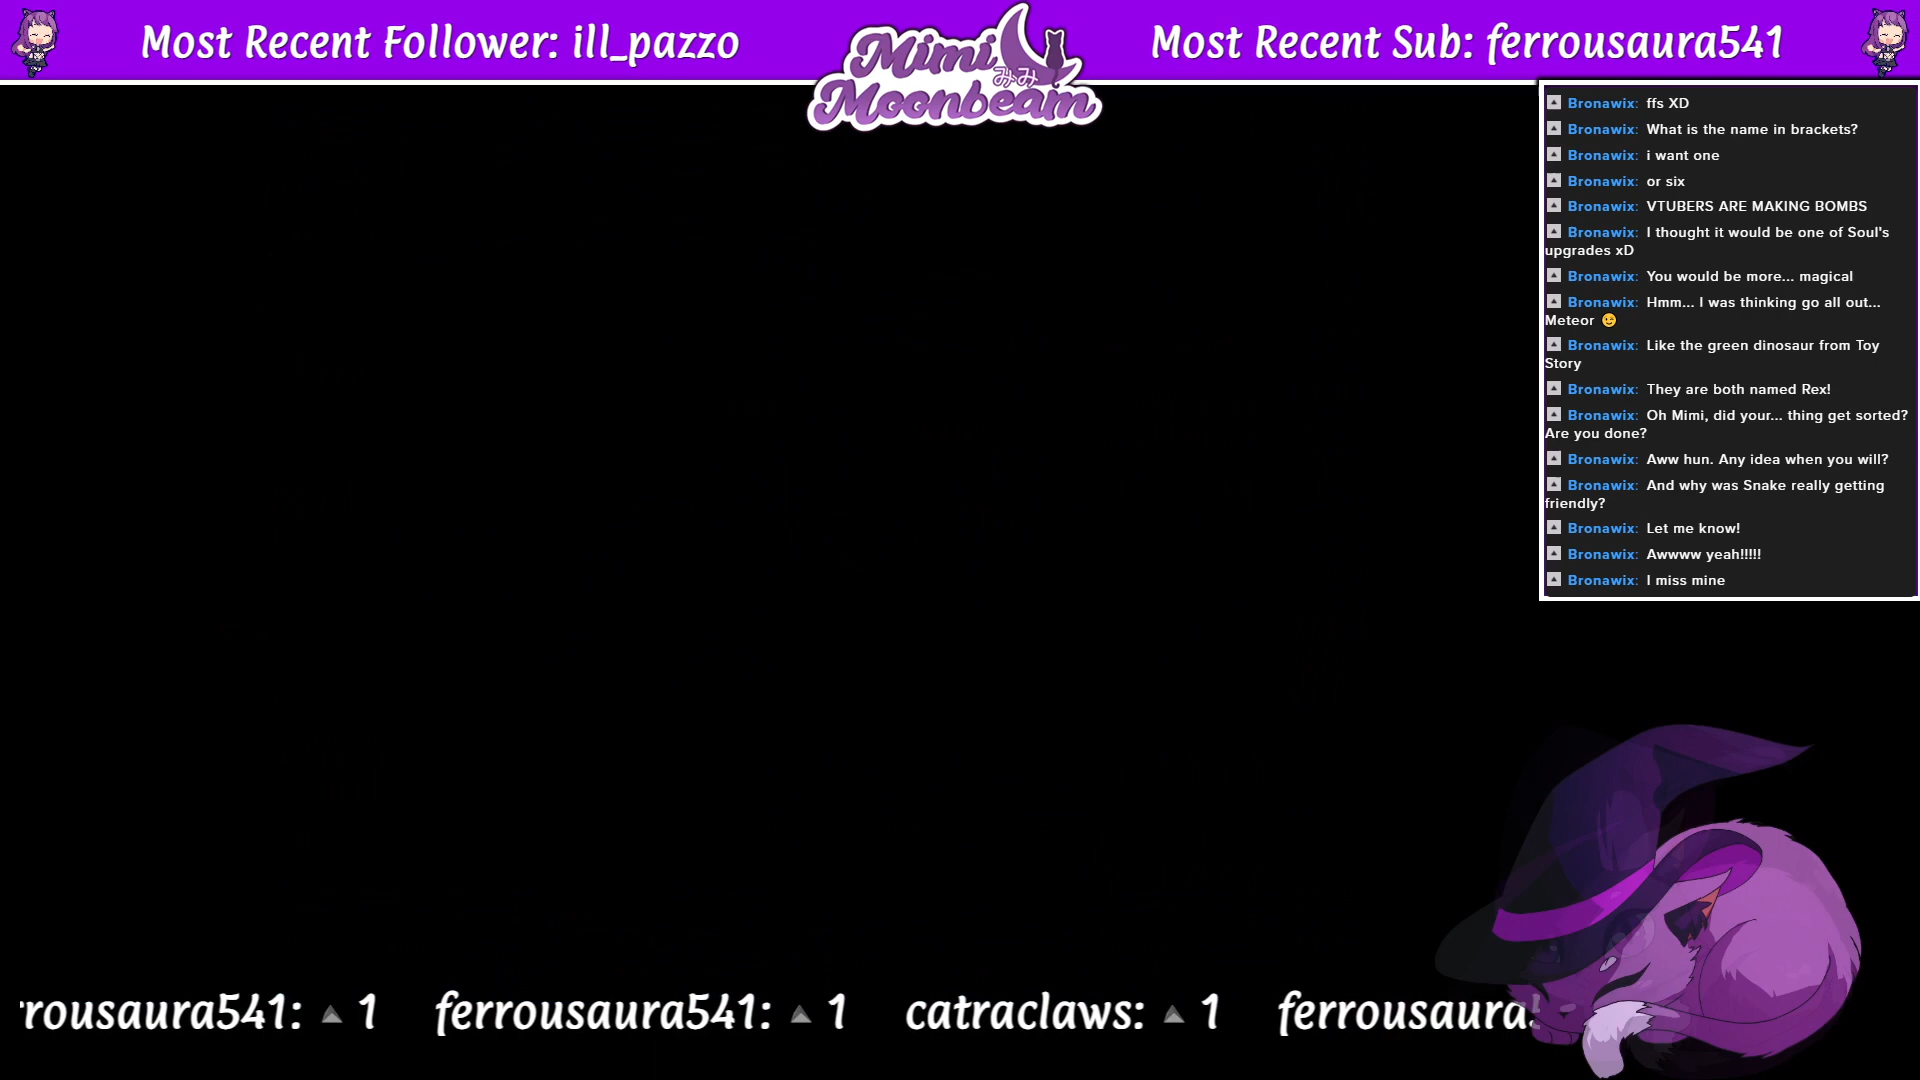 Most Recent Follower: ill_pazzo
Mimi
みみ
Moonbeam
Most Recent Sub: ferrousaura541
Bronawix: ffs XD
Bronawix: What is the name in brackets?
Bronawix: i want one
Bronawix: or six
Bronawix: VTUBERS ARE MAKING BOMBS
Bronawix: I thought it would be one of Soul's
upgrades xD
Bronawix: You would be more... magical
Bronawix: Hmm... I was thinking go all out...
Meteor 😉
Bronawix: Like the green dinosaur from Toy
Story
Bronawix: They are both named Rex!
Bronawix: Oh Mimi, did your... thing get sorted?
Are you done?
Bronawix: Aww hun. Any idea when you will?
Bronawix: And why was Snake really getting
friendly?
Bronawix: Let me know!
Bronawix: Awwww yeah!!!!!
Bronawix: I miss mine
rousaura541: 1 ferrousaura541: 1 catraclaws: 1 ferrousaura